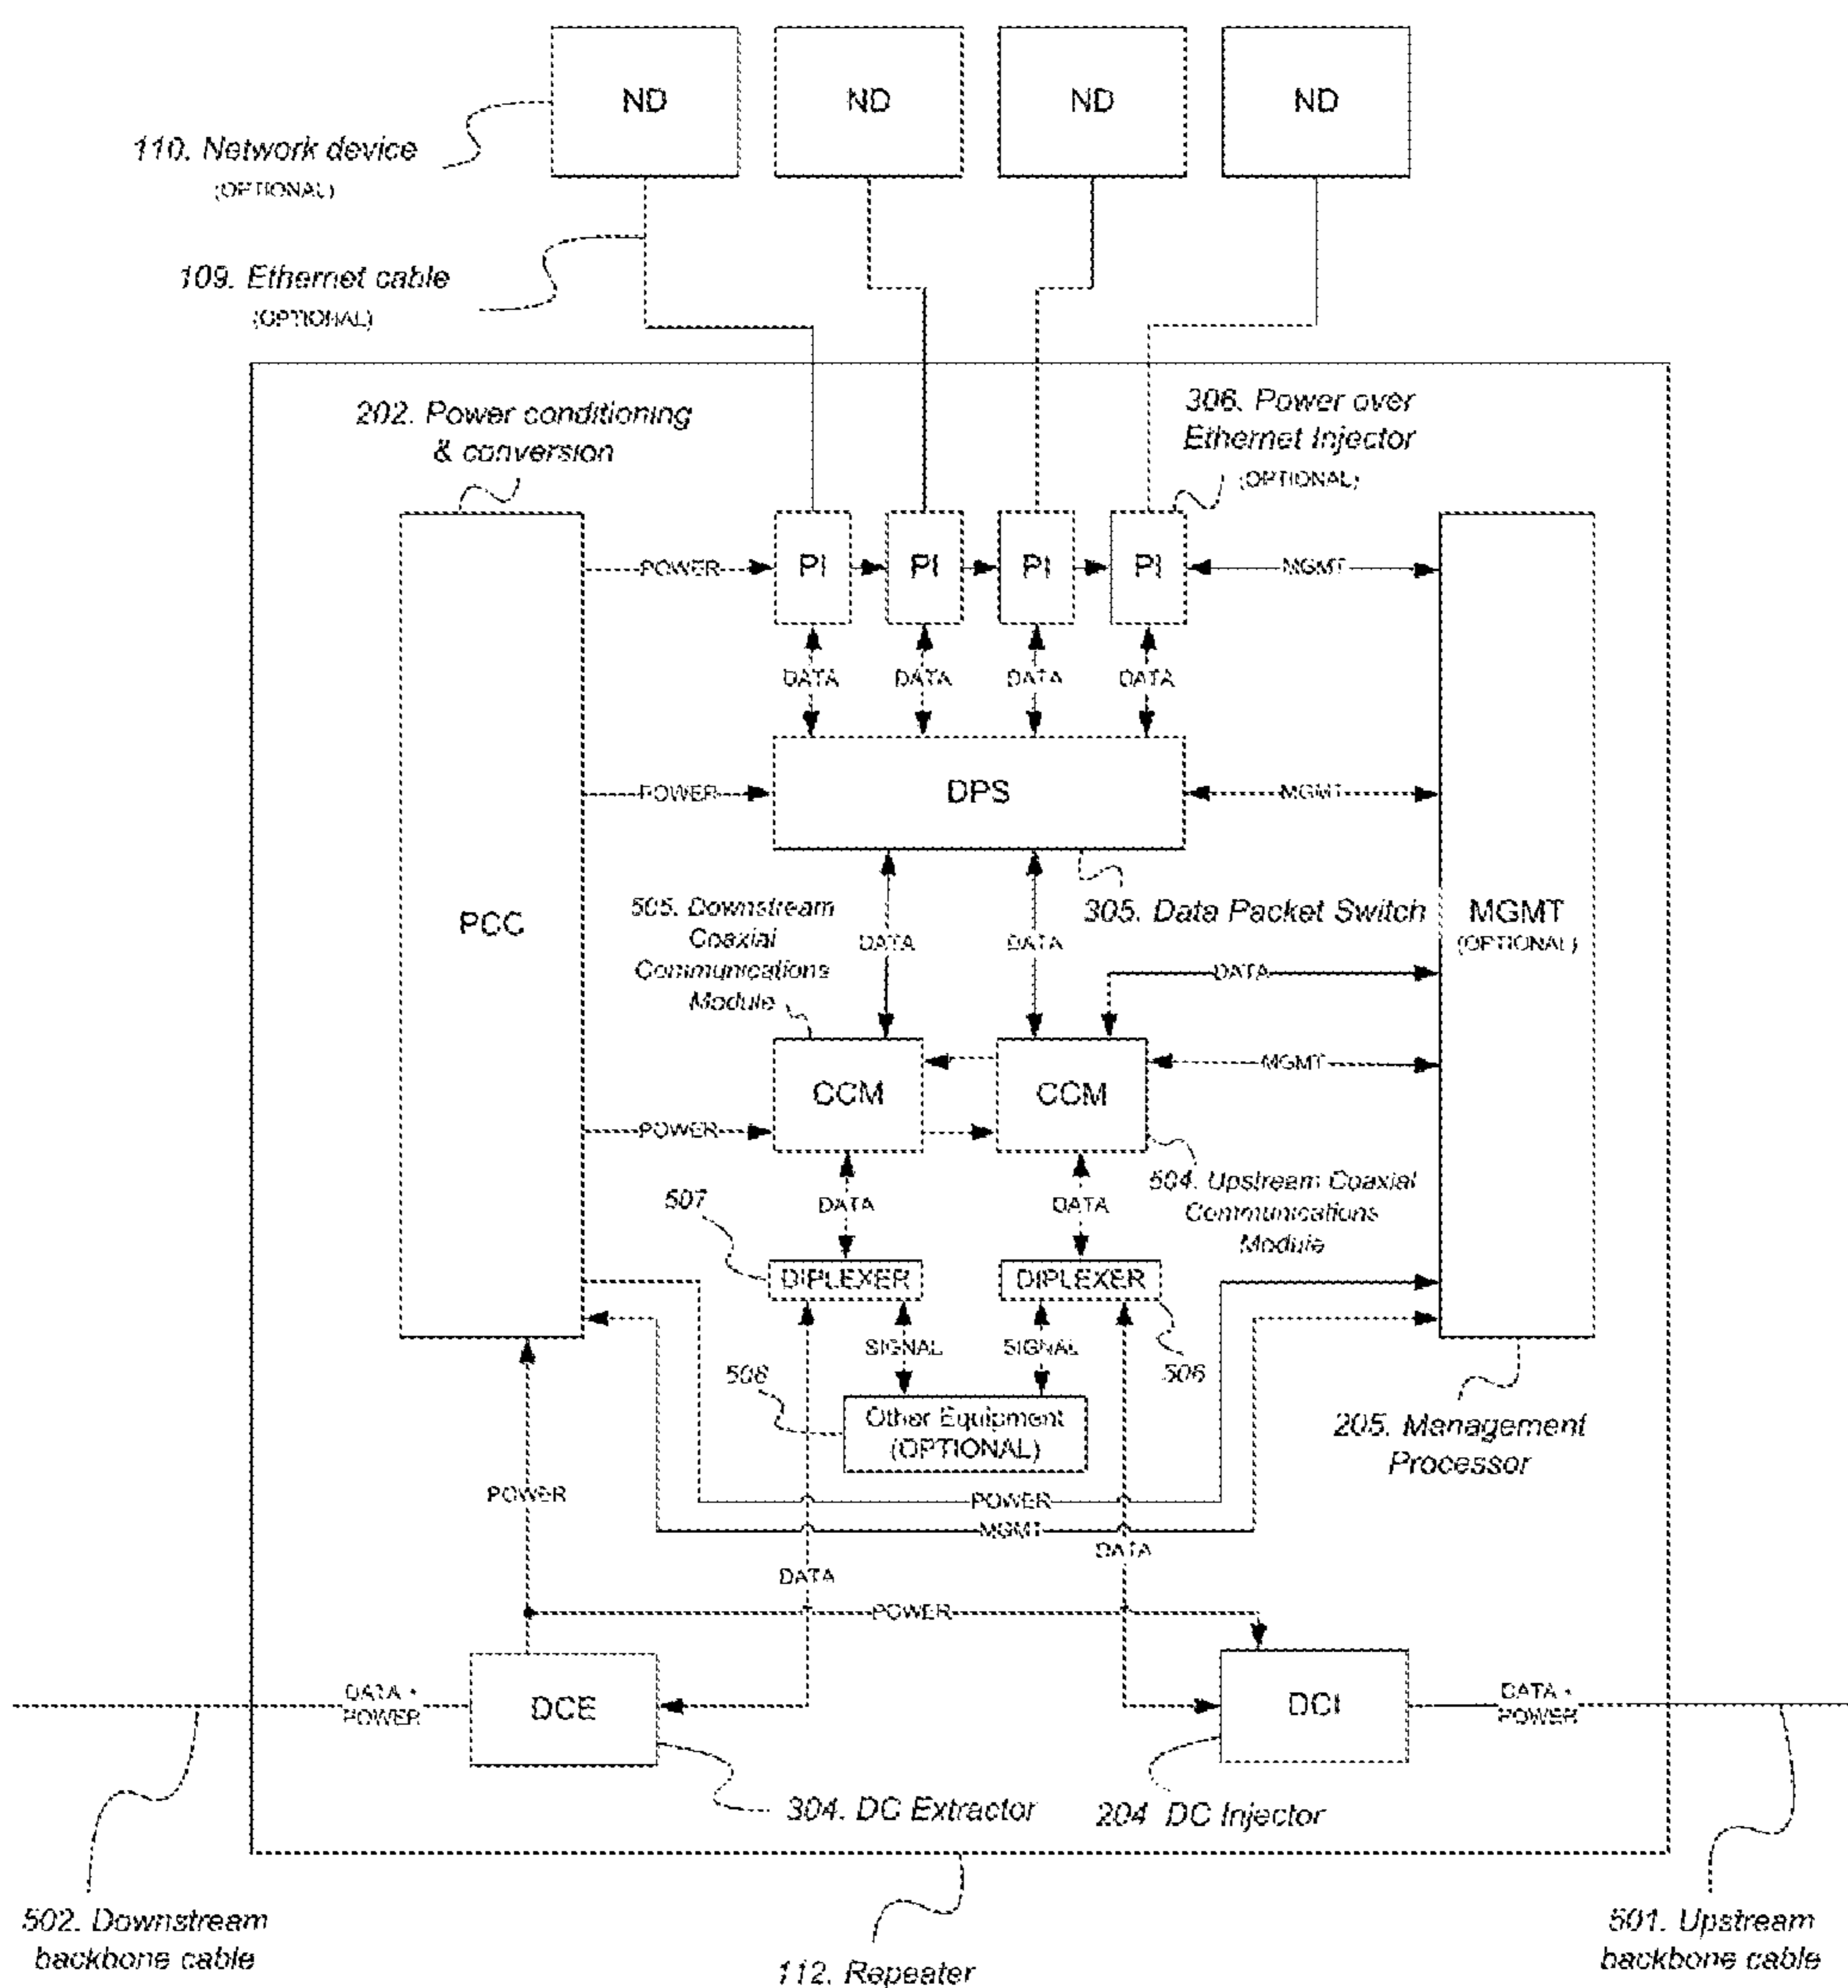 ND ND ND ND
110. Network device
(OPTIONAL)
109. Ethernet cable
(OPTIONAL)
202. Power conditioning
& conversion
306. Power over
Ethernet Injector
(OPTIONAL)
POWER PI PI PI PI MGMT
DATA DATA DATA DATA
POWER DPS MGMT
305. Data Packet Switch
PCC
MGMT
(OPTIONAL)
505. Downstream
Coaxial
Communications
Module
DATA DATA
DATA
CCM CCM
MGMT
POWER
504. Upstream Coaxial
Communications
Module
507
DATA DATA
DIPLEXER DIPLEXER
SIGNAL SIGNAL
506
508
Other Equipment
(OPTIONAL)
205. Management
Processor
POWER
POWER
MGMT
DATA
DATA
POWER
DATA +
POWER
DCE DCI
DATA +
POWER
304. DC Extractor
204 DC Injector
502. Downstream
backbone cable
112. Repeater
501. Upstream
backbone cable